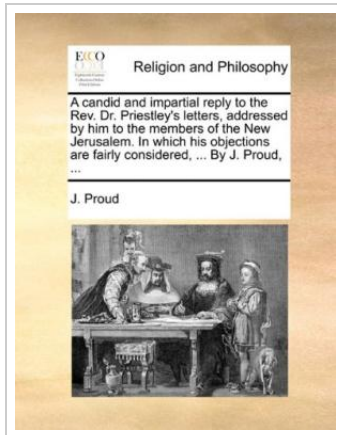 ECCO
Religion and Philosophy
A candid and impartial reply to the
Rev. Dr. Priestley's letters, addressed
by him to the members of the New
Jerusalem. In which his objections
are fairly considered, ... By J. Proud,
...
J. Proud